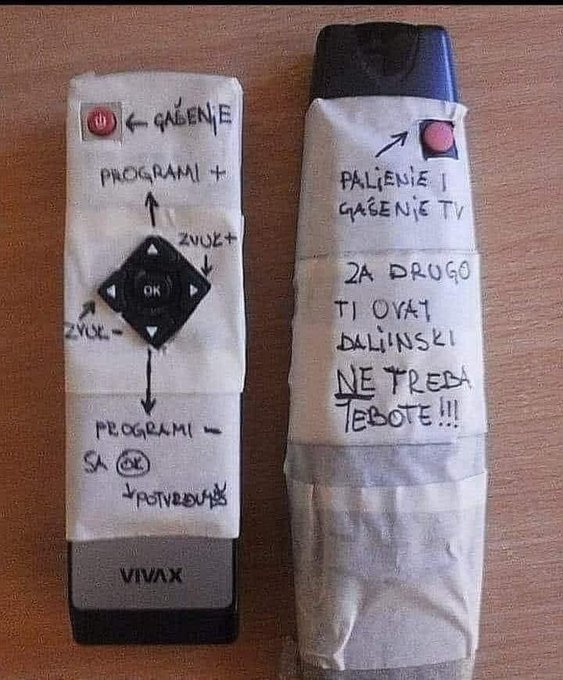 ← GAŠENJE
PROGRAMI +
ZVUK+
OK
ZVUK-
PROGRAMI -
SA OK
POTVRĐUJEŠ
VIVAX
PALJENJE I
GAŠENJE TV
ZA DRUGO
TI OVAJ
DALJINSKI
NE TREBA
JEBOTE!!!